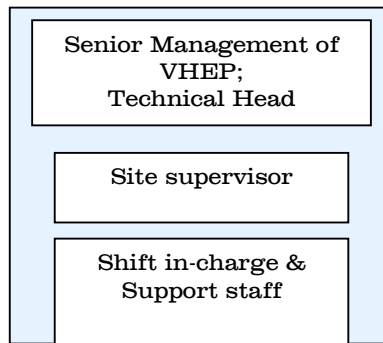 Senior Management of
VHEP;
Technical Head
Site supervisor
Shift in-charge &
Support staff